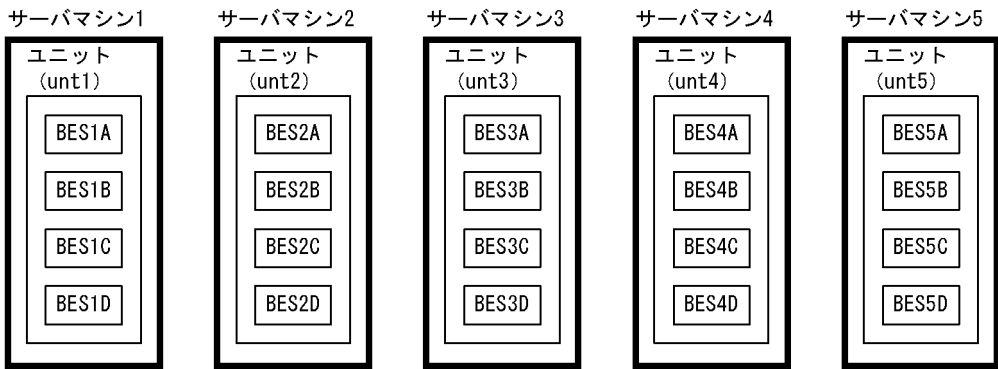 サーバマシン1
ユニット
(unt1)
BES1A
BES1B
BES1C
BES1D
サーバマシン2
ユニット
(unt2)
BES2A
BES2B
BES2C
BES2D
サーバマシン3
ユニット
(unt3)
BES3A
BES3B
BES3C
BES3D
サーバマシン4
ユニット
(unt4)
BES4A
BES4B
BES4C
BES4D
サーバマシン5
ユニット
(unt5)
BES5A
BES5B
BES5C
BES5D